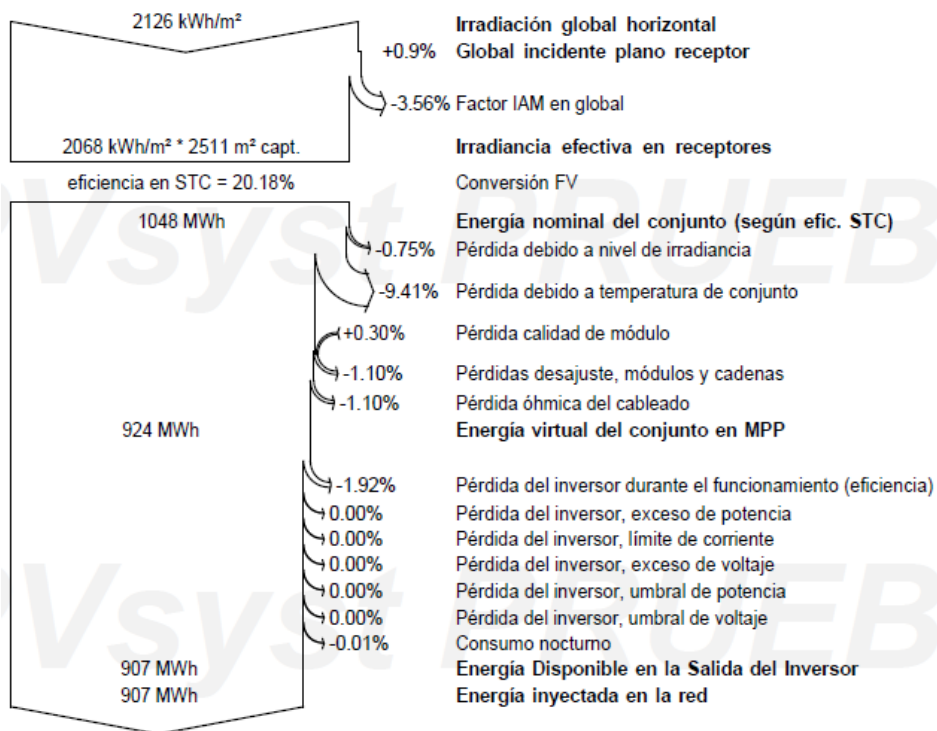 2126 kWh/m² Irradiación global horizontal
+0.9% Global incidente plano receptor
-3.56% Factor IAM en global
2068 kWh/m² * 2511 m² capt. Irradiancia efectiva en receptores
eficiencia en STC = 20.18% Conversión FV
1048 MWh Energía nominal del conjunto (según efic. STC)
-0.75% Pérdida debido a nivel de irradiancia
-9.41% Pérdida debido a temperatura de conjunto
+0.30% Pérdida calidad de módulo
-1.10% Pérdidas desajuste, módulos y cadenas
-1.10% Pérdida óhmica del cableado
924 MWh Energía virtual del conjunto en MPP
-1.92% Pérdida del inversor durante el funcionamiento (eficiencia)
0.00% Pérdida del inversor, exceso de potencia
0.00% Pérdida del inversor, límite de corriente
0.00% Pérdida del inversor, exceso de voltaje
0.00% Pérdida del inversor, umbral de potencia
0.00% Pérdida del inversor, umbral de voltaje
-0.01% Consumo nocturno
907 MWh Energía Disponible en la Salida del Inversor
907 MWh Energía inyectada en la red
PVsyst PRUEB
PVsyst PRUEB